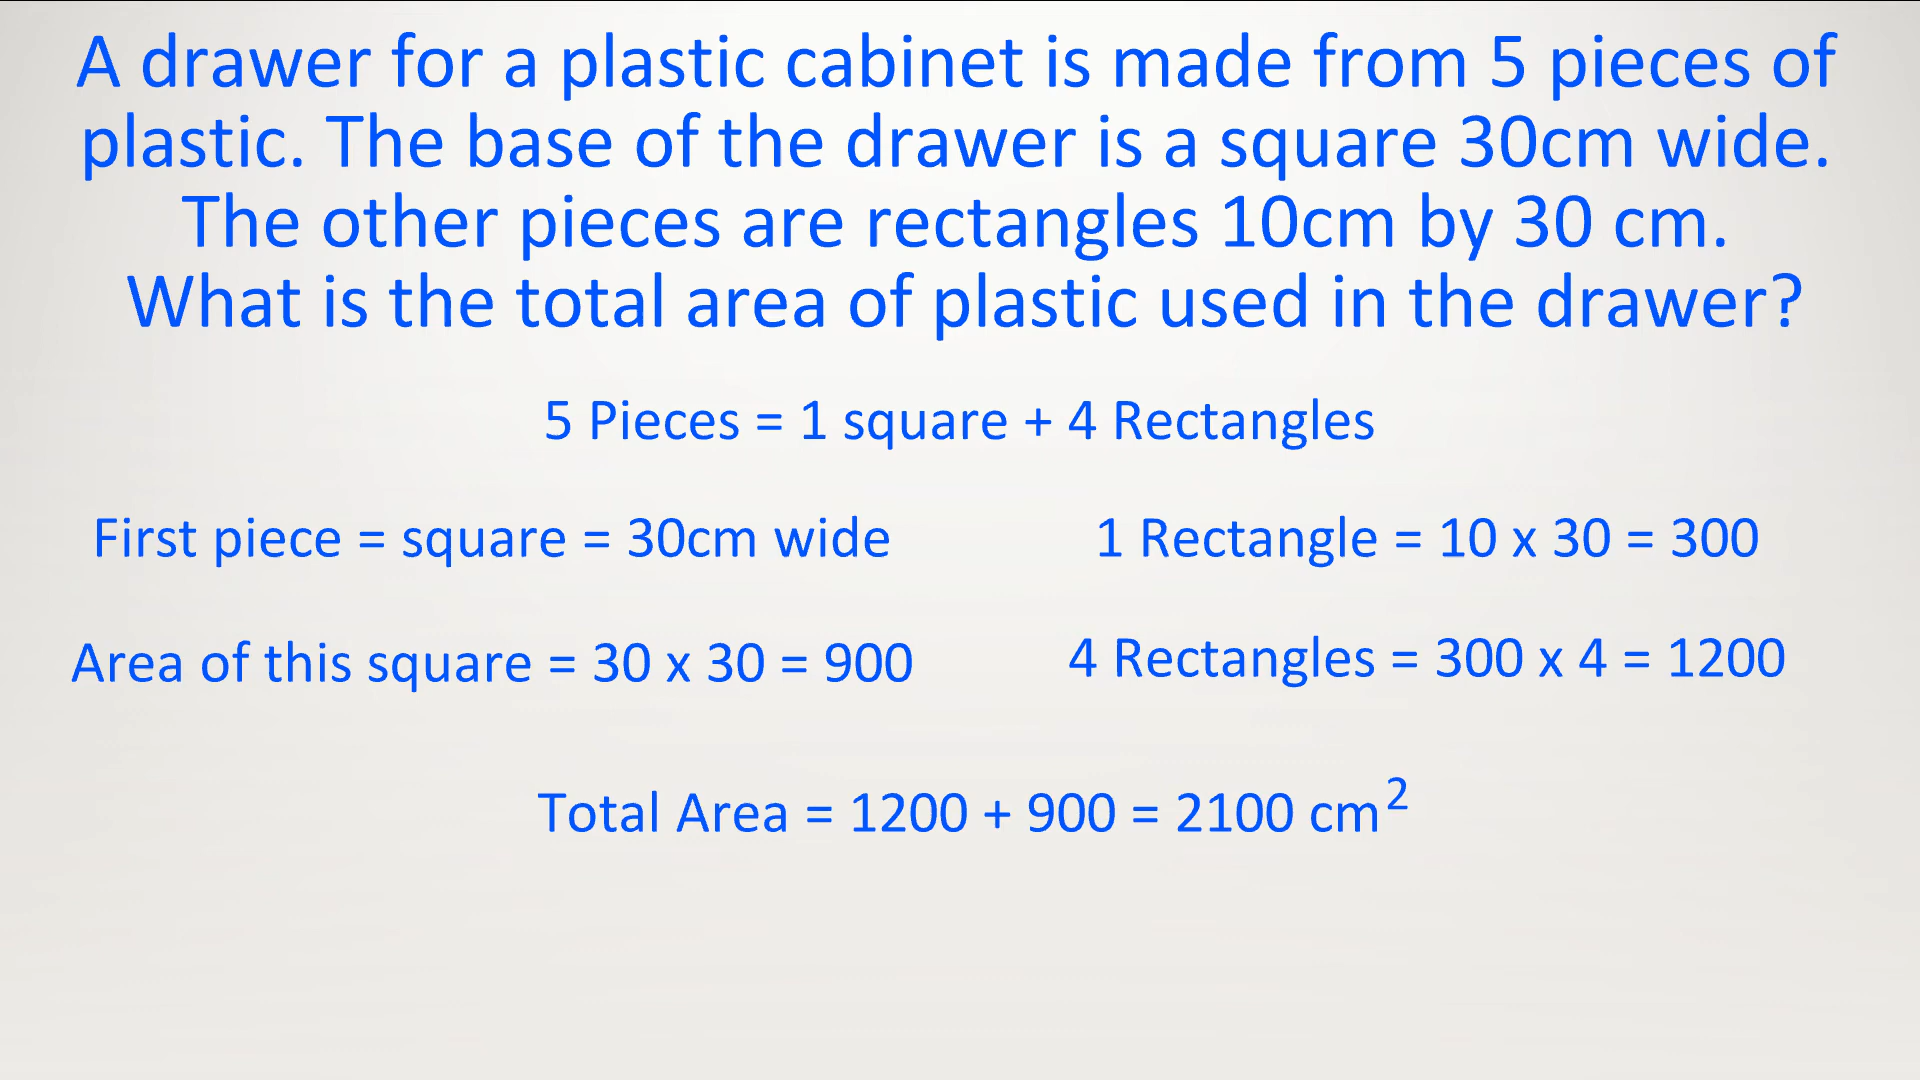 A drawer for a plastic cabinet is made from 5 pieces of
plastic. The base of the drawer is a square 30cm wide.
The other pieces are rectangles 10cm by 30 cm.
What is the total area of plastic used in the drawer?
5 Pieces = 1 square + 4 Rectangles
First piece = square = 30cm wide
1 Rectangle = 10 x 30 = 300
Area of this square = 30 x 30 = 900
4 Rectangles = 300 x 4 = 1200
Total Area = 1200 + 900 = 2100 cm²